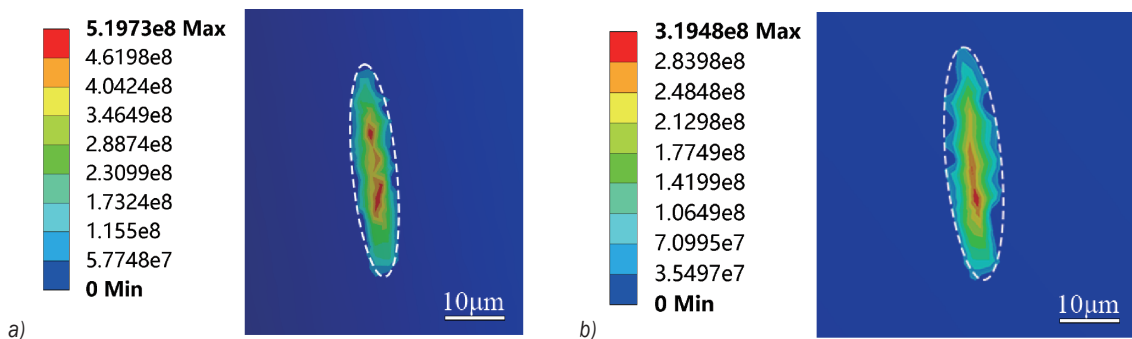 5.1973e8 Max
4.6198e8
4.0424e8
3.4649e8
2.8874e8
2.3099e8
1.7324e8
1.155e8
5.7748e7
0 Min
10μm
a)
3.1948e8 Max
2.8398e8
2.4848e8
2.1298e8
1.7749e8
1.4199e8
1.0649e8
7.0995e7
3.5497e7
0 Min
10μm
b)